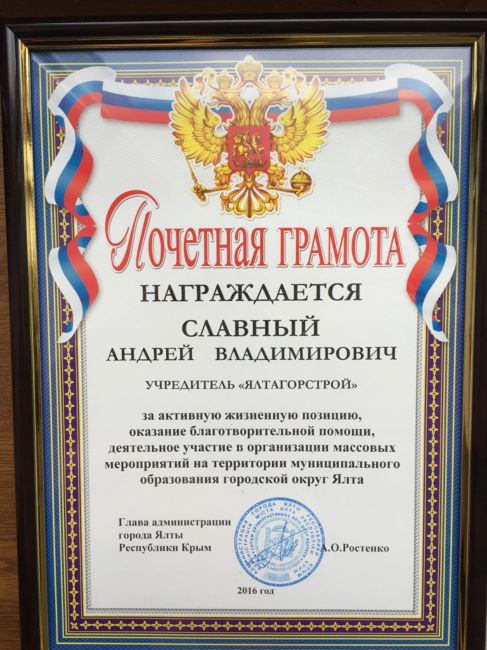 Почетная грамота
НАГРАЖДАЕТСЯ
СЛАВНЫЙ
АНДРЕЙ ВЛАДИМИРОВИЧ
УЧРЕДИТЕЛЬ «ЯЛТАГОРСТРОЙ»
за активную жизненную позицию,
оказание благотворительной помощи,
деятельное участие в организации массовых
мероприятий на территории муниципального
образования городской округ Ялта
Глава администрации
города Ялты
Республики Крым А.О.Ростенко
2016 год